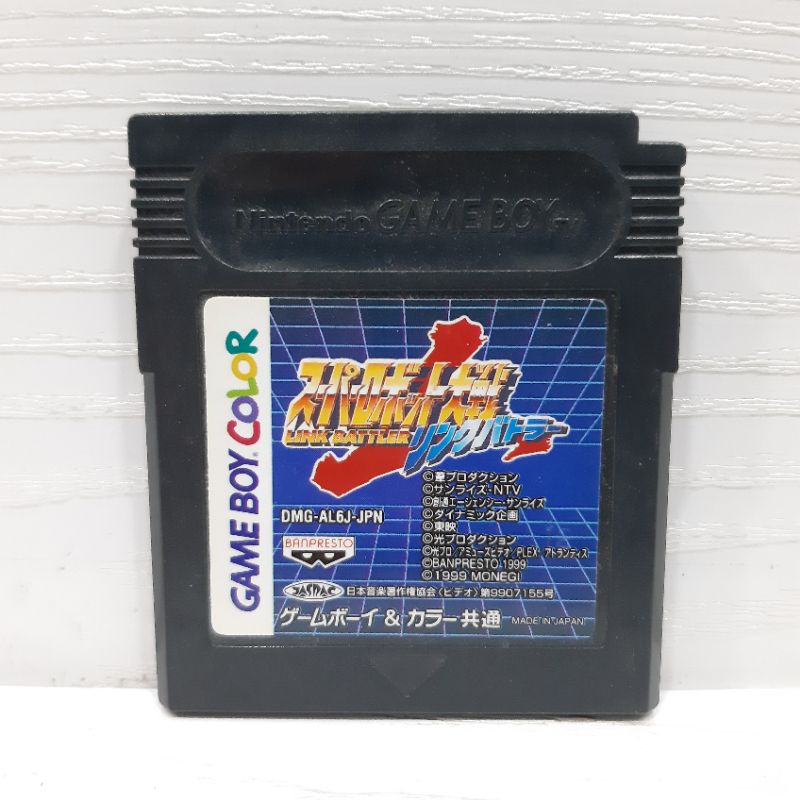 Nintendo GAME BOY TM
GAME BOY COLOR
スーパーロボット大戦
LINK BATTLER リンクバトラー
©葦プロダクション
©サンライズ・NTV
©創通エージェンシー・サンライズ
DMG-AL6J-JPN ©ダイナミック企画
©東映
BANPRESTO ©光プロダクション
©光プロ/アミューズビデオ/PLEX・アトランティス
©BANPRESTO 1999
©1999 MONEGI
JASRAC 日本音楽著作権協会(ビデオ)第9907155号
ゲームボーイ & カラー共通 MADE IN JAPAN